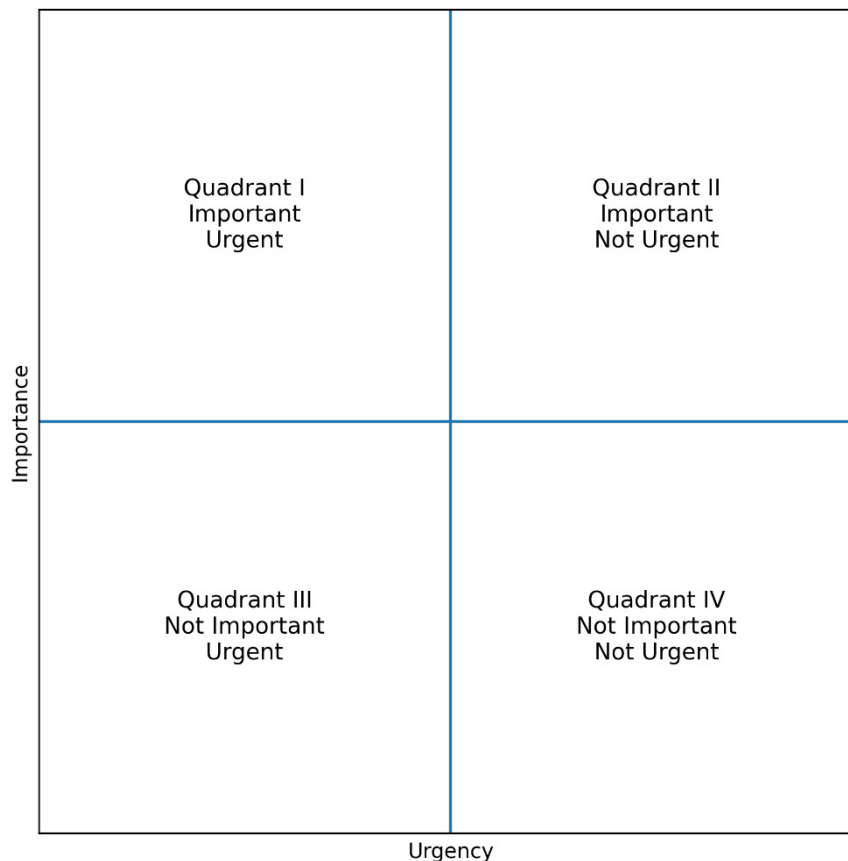 Quadrant I
Important
Urgent
Quadrant II
Important
Not Urgent
Importance
Quadrant III
Not Important
Urgent
Quadrant IV
Not Important
Not Urgent
Urgency